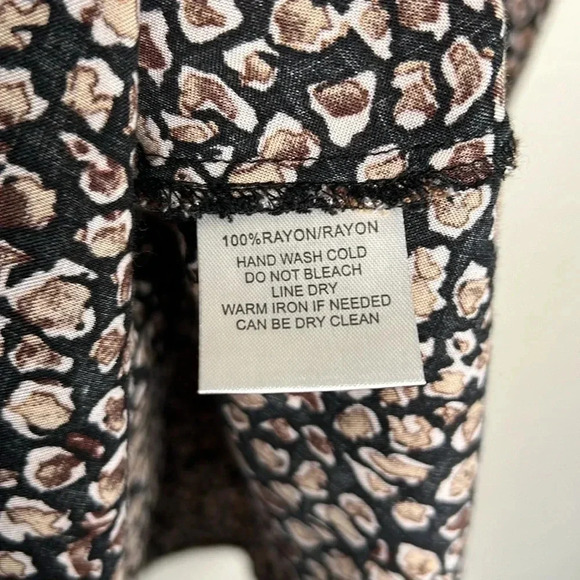 100%RAYON/RAYON
HAND WASH COLD
DO NOT BLEACH
LINE DRY
WARM IRON IF NEEDED
CAN BE DRY CLEAN